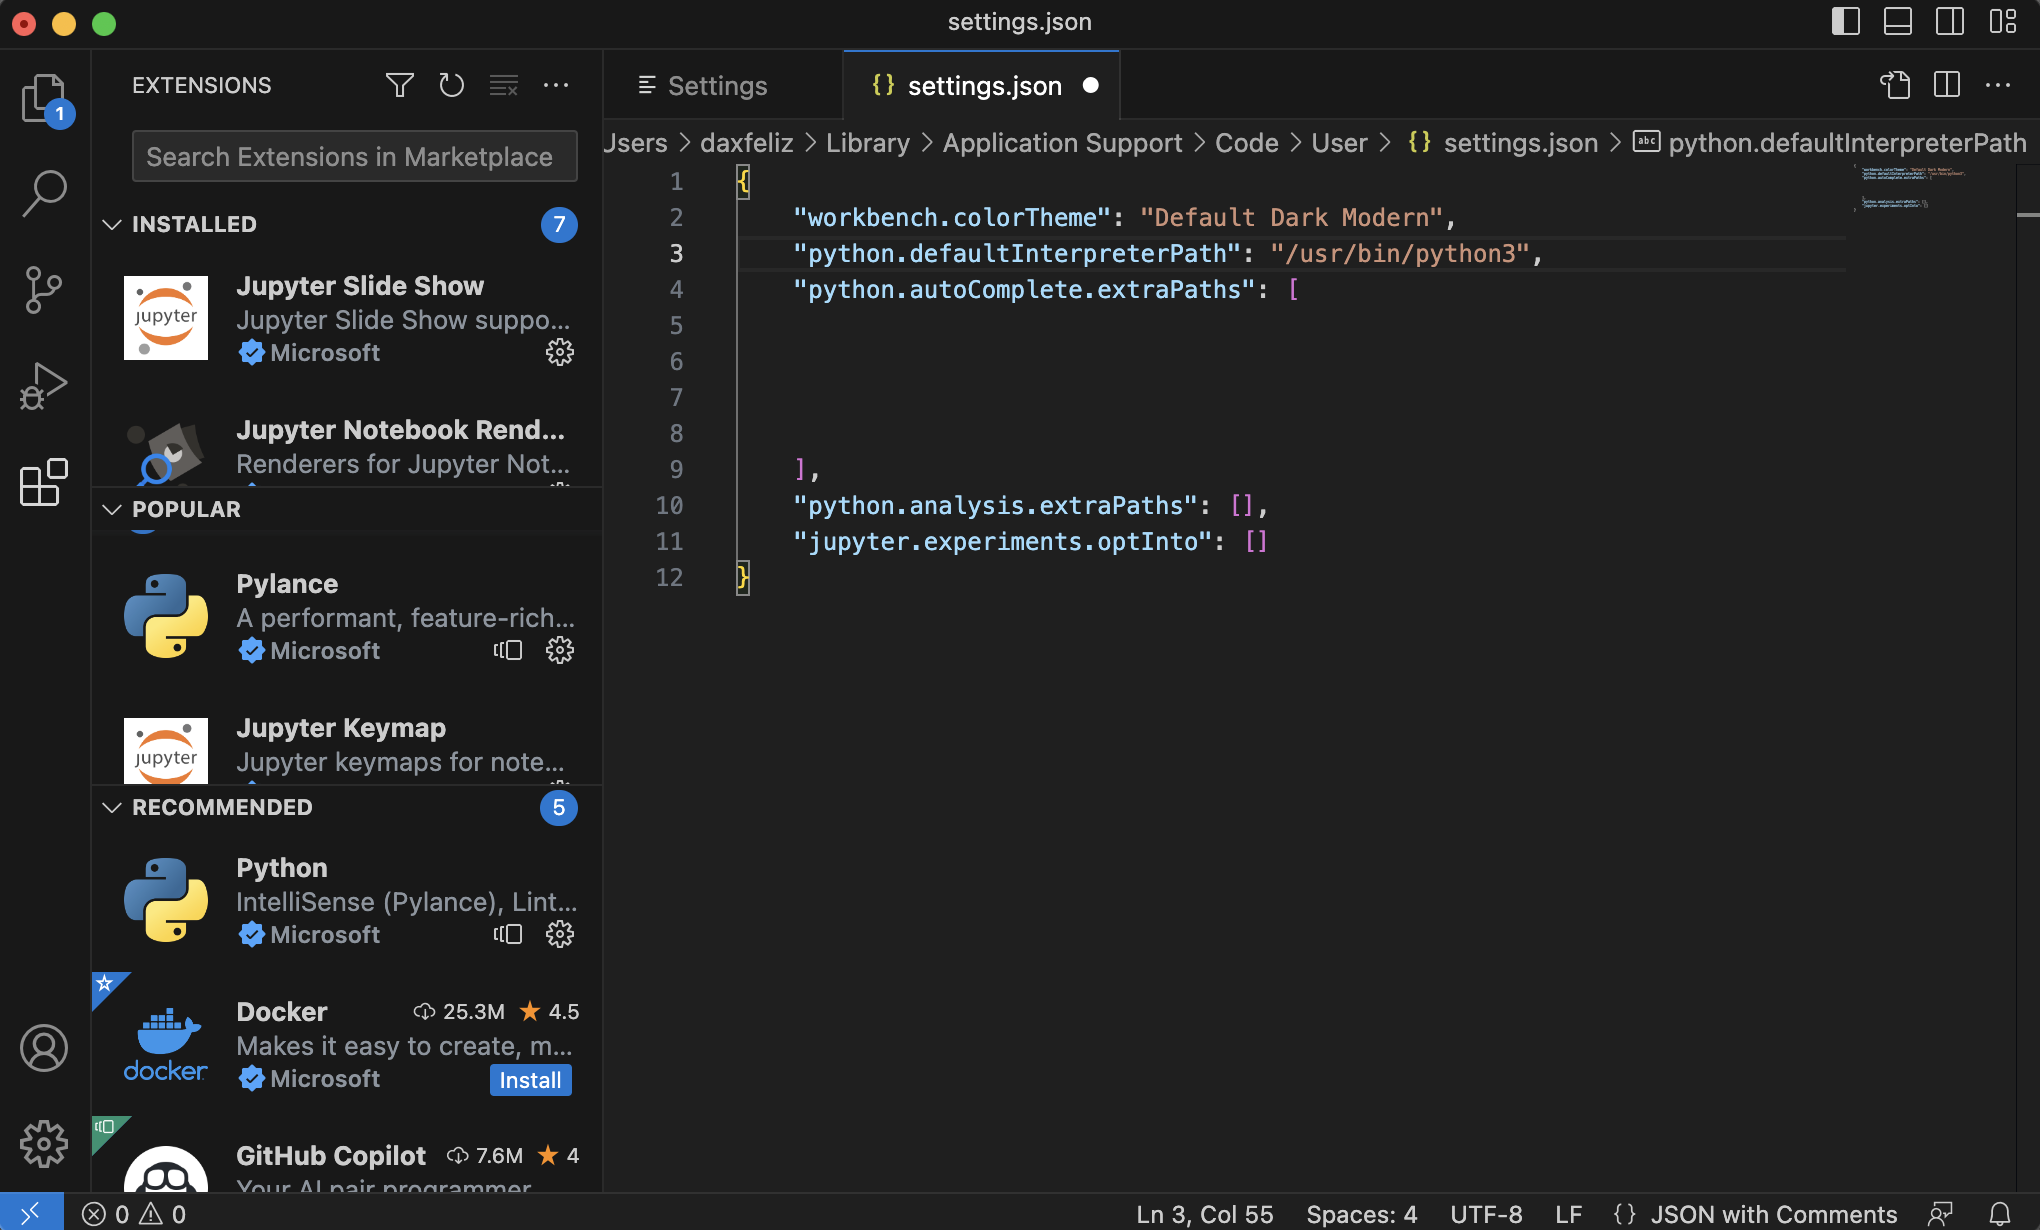 settings.json
EXTENSIONS
Search Extensions in Marketplace
INSTALLED 7
jupyter
Jupyter Slide Show
Jupyter Slide Show suppo...
Microsoft
Jupyter Notebook Rend...
Renderers for Jupyter Not...
POPULAR
Pylance
A performant, feature-rich...
Microsoft
jupyter
Jupyter Keymap
Jupyter keymaps for note...
RECOMMENDED 5
Python
IntelliSense (Pylance), Lint...
Microsoft
docker
Docker 25.3M ★ 4.5
Makes it easy to create, m...
Microsoft
Install
GitHub Copilot 7.6M ★ 4
Your AI pair programmer
1
Settings
{} settings.json ●
Users > daxfeliz > Library > Application Support > Code > User > {} settings.json > abc python.defaultInterpreterPath
1 {
2 "workbench.colorTheme": "Default Dark Modern",
3 "python.defaultInterpreterPath": "/usr/bin/python3",
4 "python.autoComplete.extraPaths": [
5
6
7
8
9 ],
10 "python.analysis.extraPaths": [],
11 "jupyter.experiments.optInto": []
12 }
0 0
Ln 3, Col 55 Spaces: 4 UTF-8 LF {} JSON with Comments